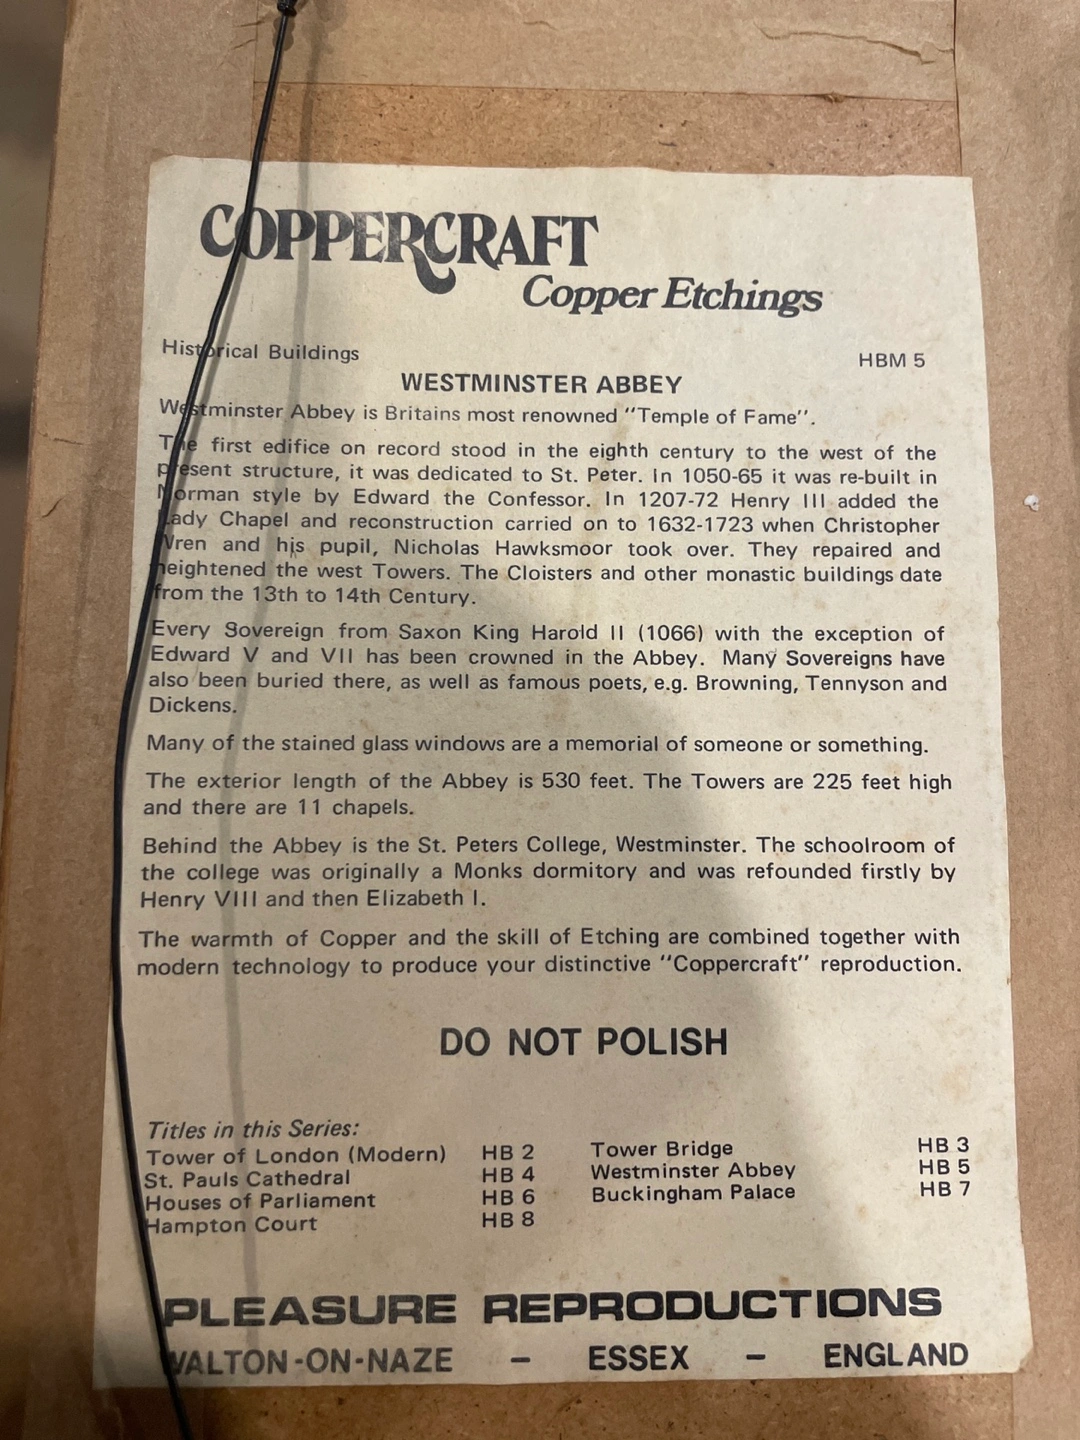 COPPERCRAFT
Copper Etchings
Historical Buildings HBM 5
WESTMINSTER ABBEY
Westminster Abbey is Britains most renowned "Temple of Fame".
The first edifice on record stood in the eighth century to the west of the
present structure, it was dedicated to St. Peter. In 1050-65 it was re-built in
Norman style by Edward the Confessor. In 1207-72 Henry III added the
Lady Chapel and reconstruction carried on to 1632-1723 when Christopher
Wren and his pupil, Nicholas Hawksmoor took over. They repaired and
heightened the west Towers. The Cloisters and other monastic buildings date
from the 13th to 14th Century.
Every Sovereign from Saxon King Harold II (1066) with the exception of
Edward V and VII has been crowned in the Abbey. Many Sovereigns have
also been buried there, as well as famous poets, e.g. Browning, Tennyson and
Dickens.
Many of the stained glass windows are a memorial of someone or something.
The exterior length of the Abbey is 530 feet. The Towers are 225 feet high
and there are 11 chapels.
Behind the Abbey is the St. Peters College, Westminster. The schoolroom of
the college was originally a Monks dormitory and was refounded firstly by
Henry VIII and then Elizabeth I.
The warmth of Copper and the skill of Etching are combined together with
modern technology to produce your distinctive "Coppercraft" reproduction.
DO NOT POLISH
Titles in this Series:
Tower of London (Modern) HB 2 Tower Bridge HB 3
St. Pauls Cathedral HB 4 Westminster Abbey HB 5
Houses of Parliament HB 6 Buckingham Palace HB 7
Hampton Court HB 8
PLEASURE REPRODUCTIONS
WALTON-ON-NAZE - ESSEX - ENGLAND